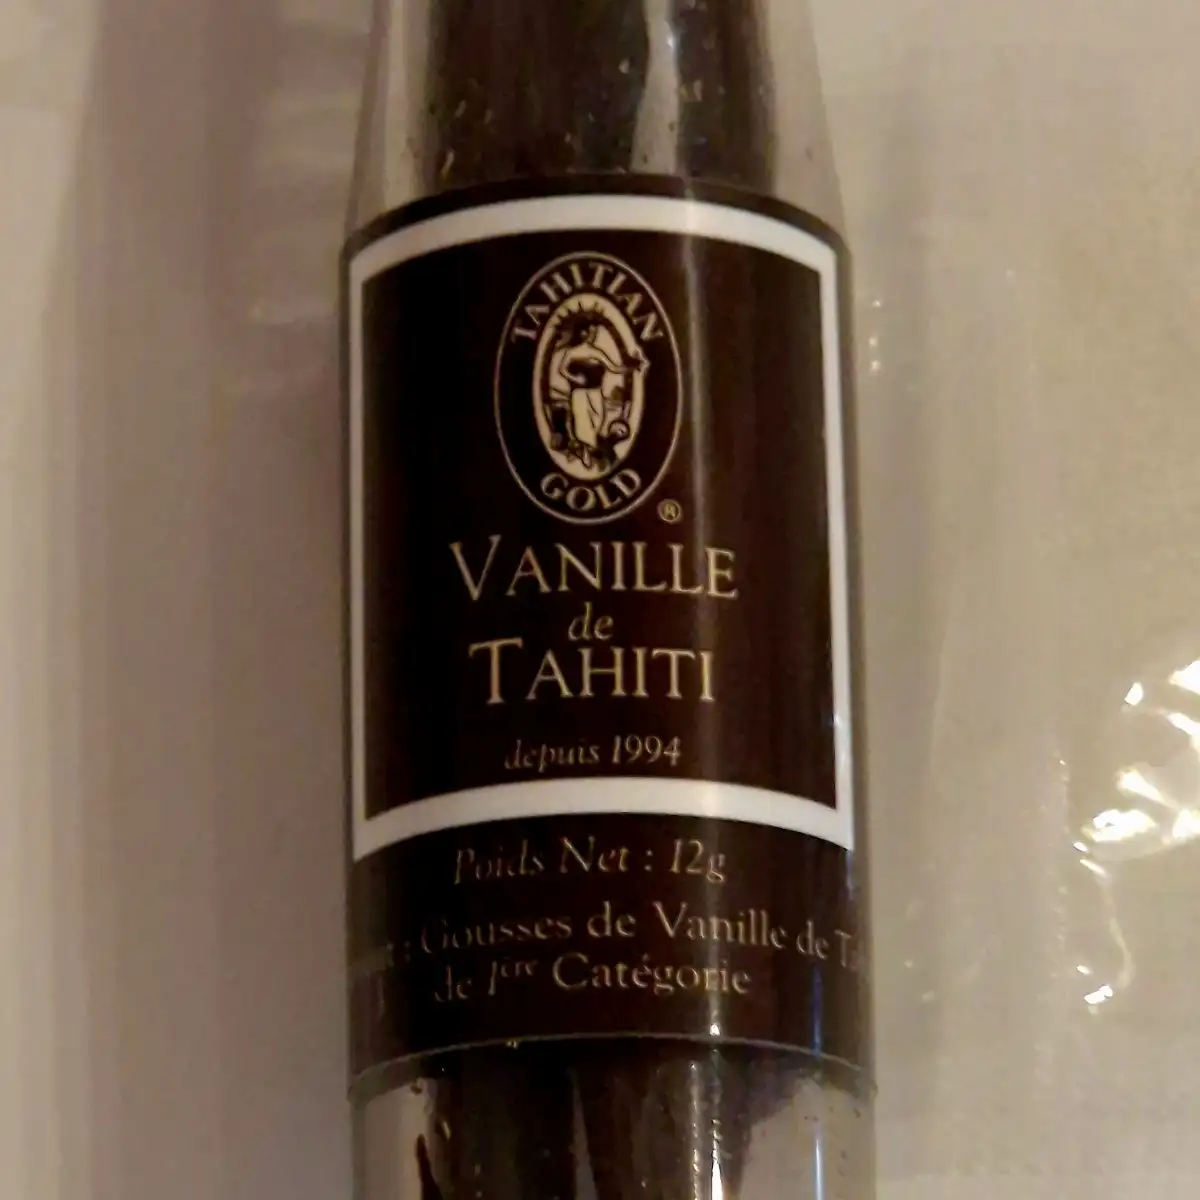 TAHITIAN
GOLD
®
VANILLE
de
TAHITI
depuis 1994
Poids Net : 12g
: Gousses de Vanille de
de 1ère Catégorie